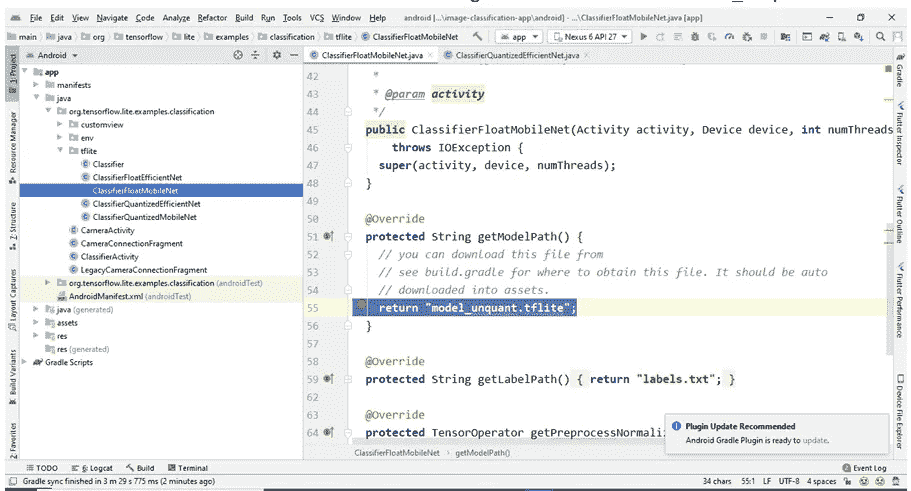 File Edit View Navigate Code Analyze Refactor Build Run Tools VCS Window Help android [...\image-classification-app\android] - ...\ClassifierFloatMobileNet.java [app]
main java org tensorflow lite examples classification tflite ClassifierFloatMobileNet app Nexus 6 API 27
Android
ClassifierFloatMobileNet.java ClassifierQuantizedEfficientNet.java
1: Project
Resource Manager
Z: Structure
Layout Captures
Build Variants
2: Favorites
app
manifests
java
org.tensorflow.lite.examples.classification
customview
env
tflite
Classifier
ClassifierFloatEfficientNet
ClassifierFloatMobileNet
ClassifierQuantizedEfficientNet
ClassifierQuantizedMobileNet
CameraActivity
CameraConnectionFragment
ClassifierActivity
LegacyCameraConnectionFragment
org.tensorflow.lite.examples.classification (androidTest)
AndroidManifest.xml (androidTest)
java (generated)
assets
res
res (generated)
Gradle Scripts
42 *
43 * @param activity
44 */
45 public ClassifierFloatMobileNet(Activity activity, Device device, int numThreads
46 throws IOException {
47 super(activity, device, numThreads);
48 }
49
50 @Override
51 protected String getModelPath() {
52 // you can download this file from
53 // see build.gradle for where to obtain this file. It should be auto
54 // downloaded into assets.
55 return "model_unquant.tflite";
56 }
57
58 @Override
59 protected String getLabelPath() { return "labels.txt"; }
62
63 @Override
64 protected TensorOperator getPreprocessNormali
ClassifierFloatMobileNet getModelPath()
Plugin Update Recommended
Android Gradle Plugin is ready to update.
Gradle
Flutter Inspector
Flutter Outline
Flutter Performance
Device File Explorer
TODO 6: Logcat Build Terminal Event Log
Gradle sync finished in 3 m 29 s 775 ms (2 minutes ago) 34 chars 55:1 LF UTF-8 4 spaces